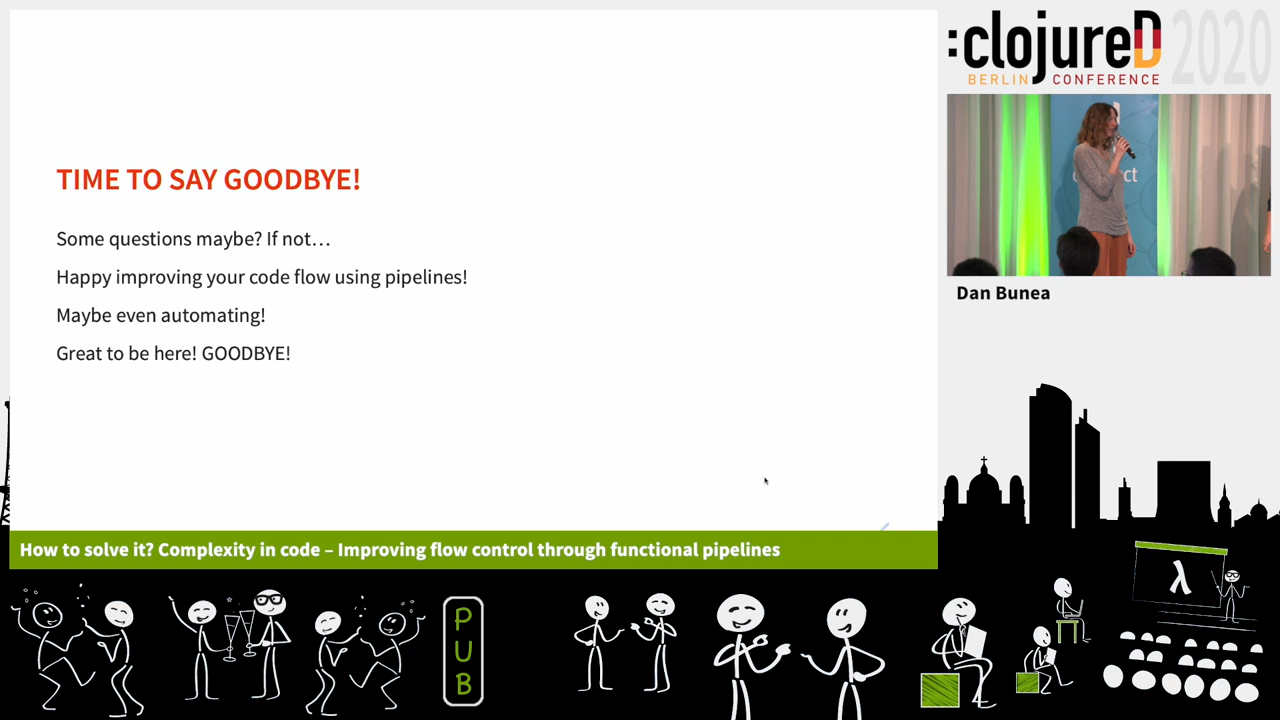 :clojureD 2020
BERLIN CONFERENCE
TIME TO SAY GOODBYE!
Some questions maybe? If not…
Happy improving your code flow using pipelines!
Maybe even automating!
Great to be here! GOODBYE!
Dan Bunea
How to solve it? Complexity in code – Improving flow control through functional pipelines
PUB
λ